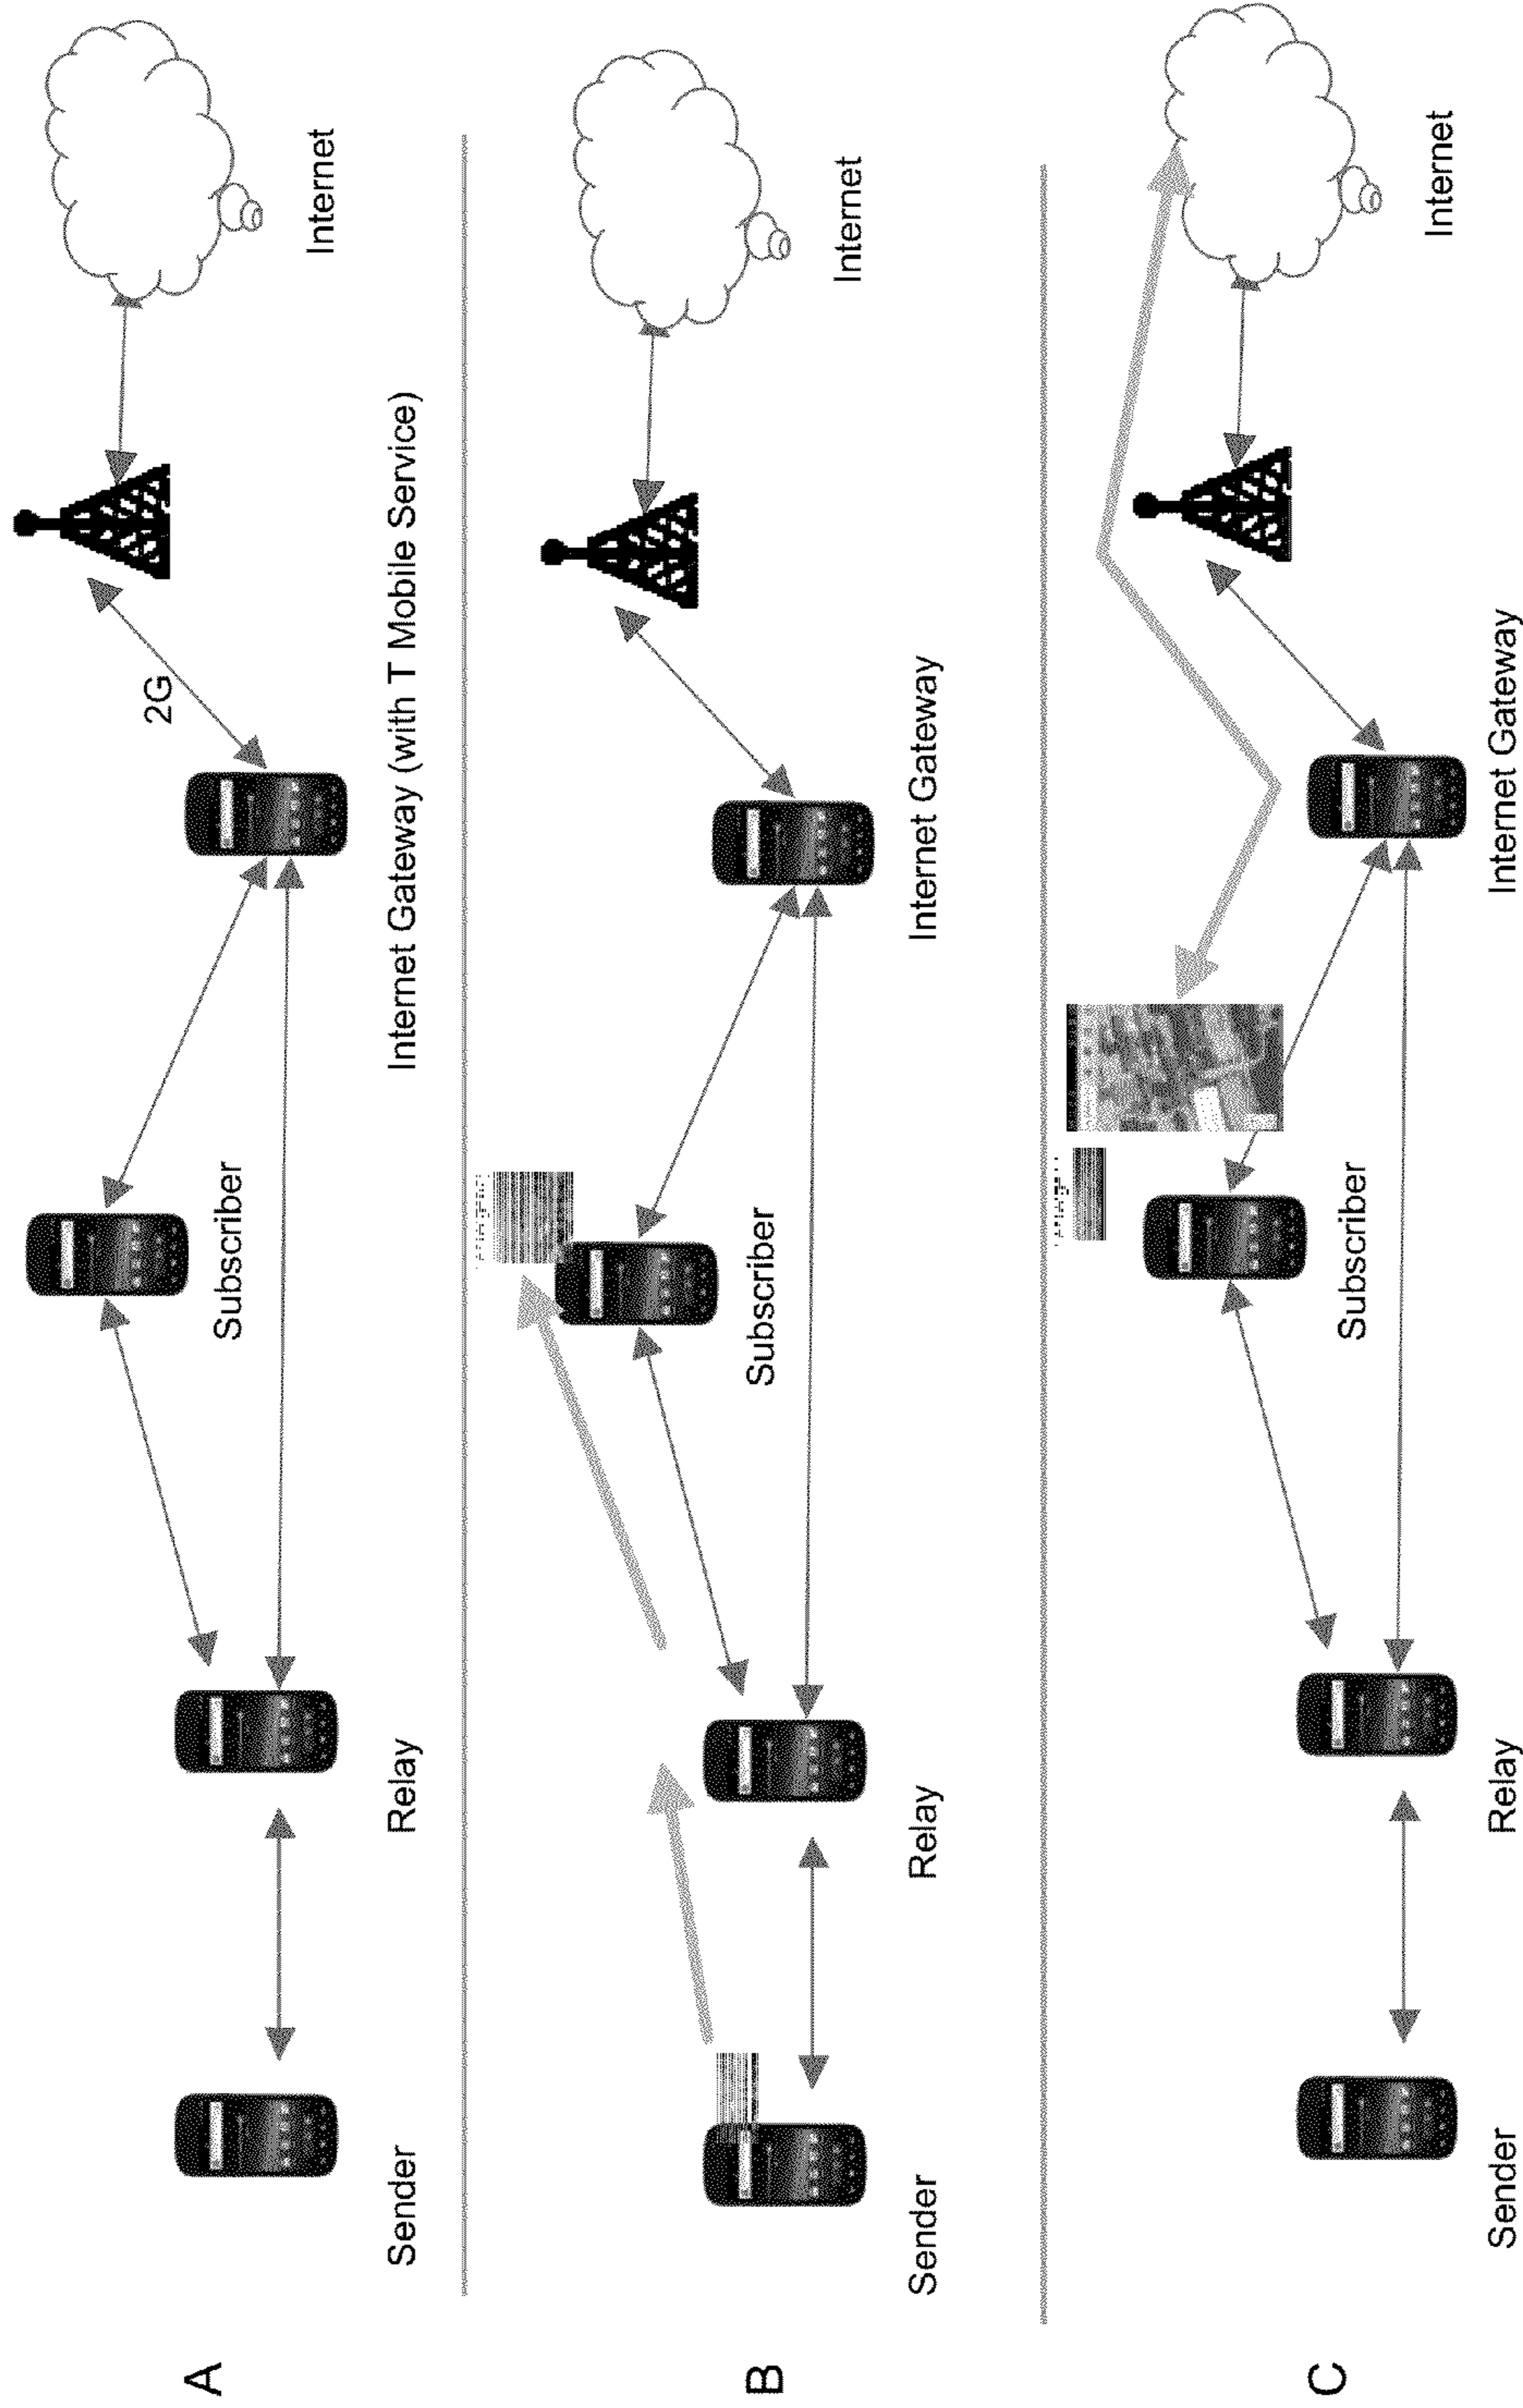 A
Sender
Relay
Subscriber
Internet Gateway (with T Mobile Service)
2G
Internet
B
Sender
Relay
Subscriber
Internet Gateway
Internet
C
Sender
Relay
Subscriber
Internet Gateway
Internet